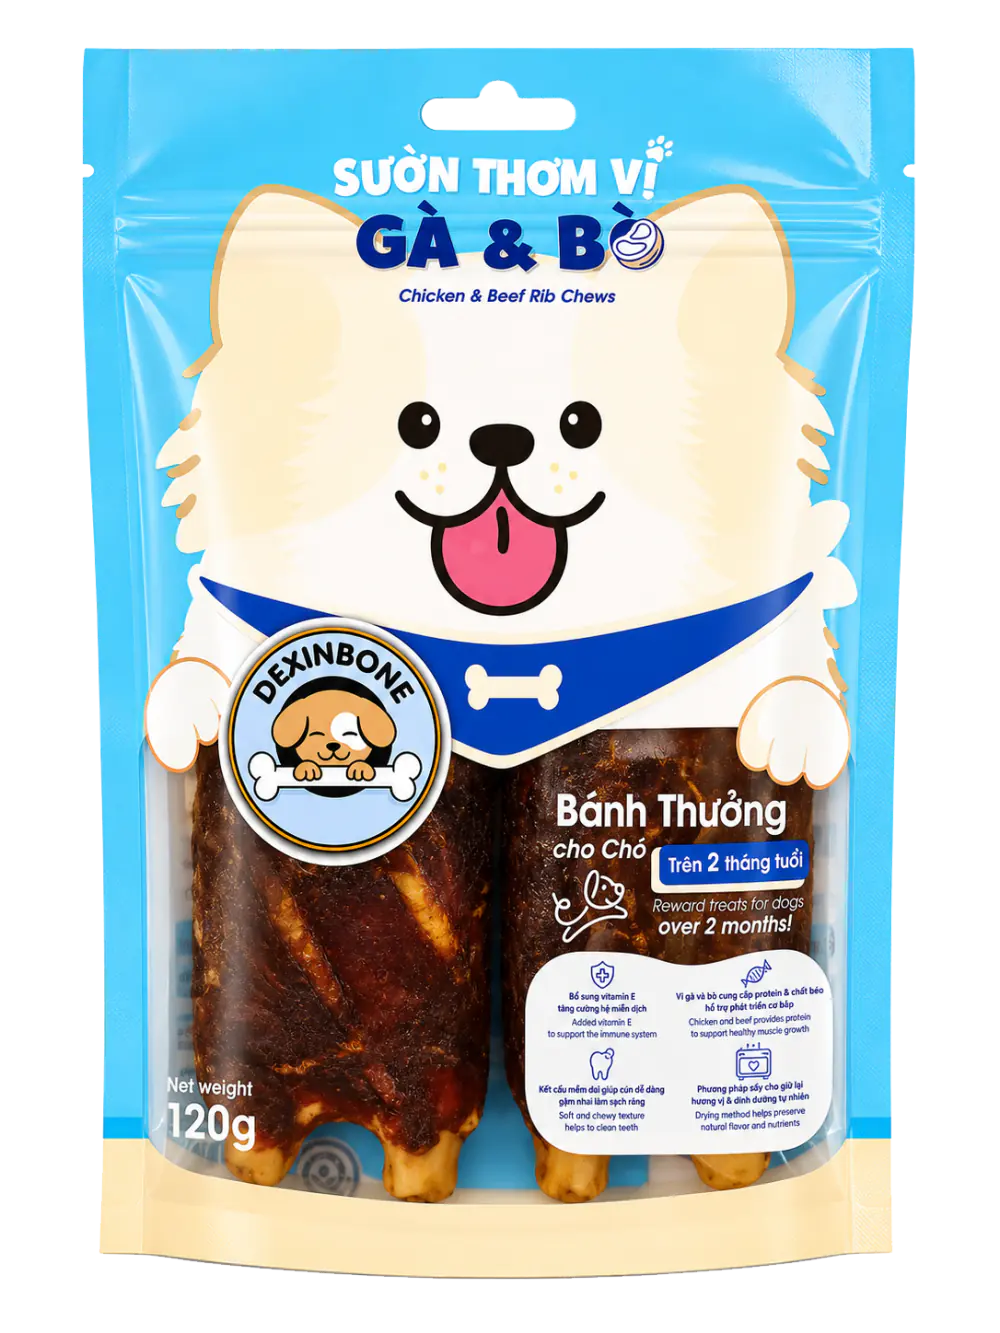 SƯỜN THƠM VỊ
GÀ & BÒ
Chicken & Beef Rib Chews
DEXINBONE
Bánh Thưởng
cho Chó
Trên 2 tháng tuổi
Reward treats for dogs
over 2 months!
Bổ sung vitamin E
tăng cường hệ miễn dịch
Added vitamin E
to support the immune system
Vị gà và bò cung cấp protein & chất béo
hỗ trợ phát triển cơ bắp
Chicken and beef provides protein
to support healthy muscle growth
Kết cấu mềm dai giúp cún dễ dàng
gặm nhai làm sạch răng
Soft and chewy texture
helps to clean teeth
Phương pháp sấy cho giữ lại
hương vị & dinh dưỡng tự nhiên
Drying method helps preserve
natural flavor and nutrients
Net weight
120g